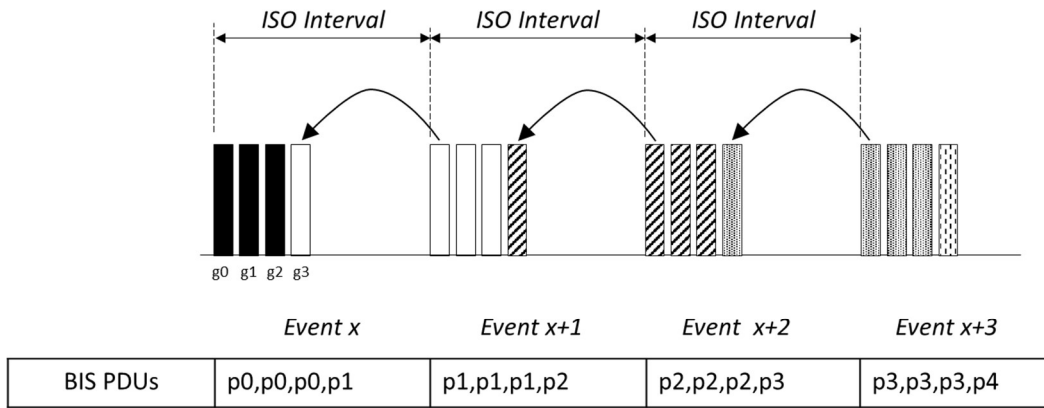 ISO Interval ISO Interval ISO Interval
g0 g1 g2 g3
Event x Event x+1 Event x+2 Event x+3
BIS PDUs p0,p0,p0,p1 p1,p1,p1,p2 p2,p2,p2,p3 p3,p3,p3,p4